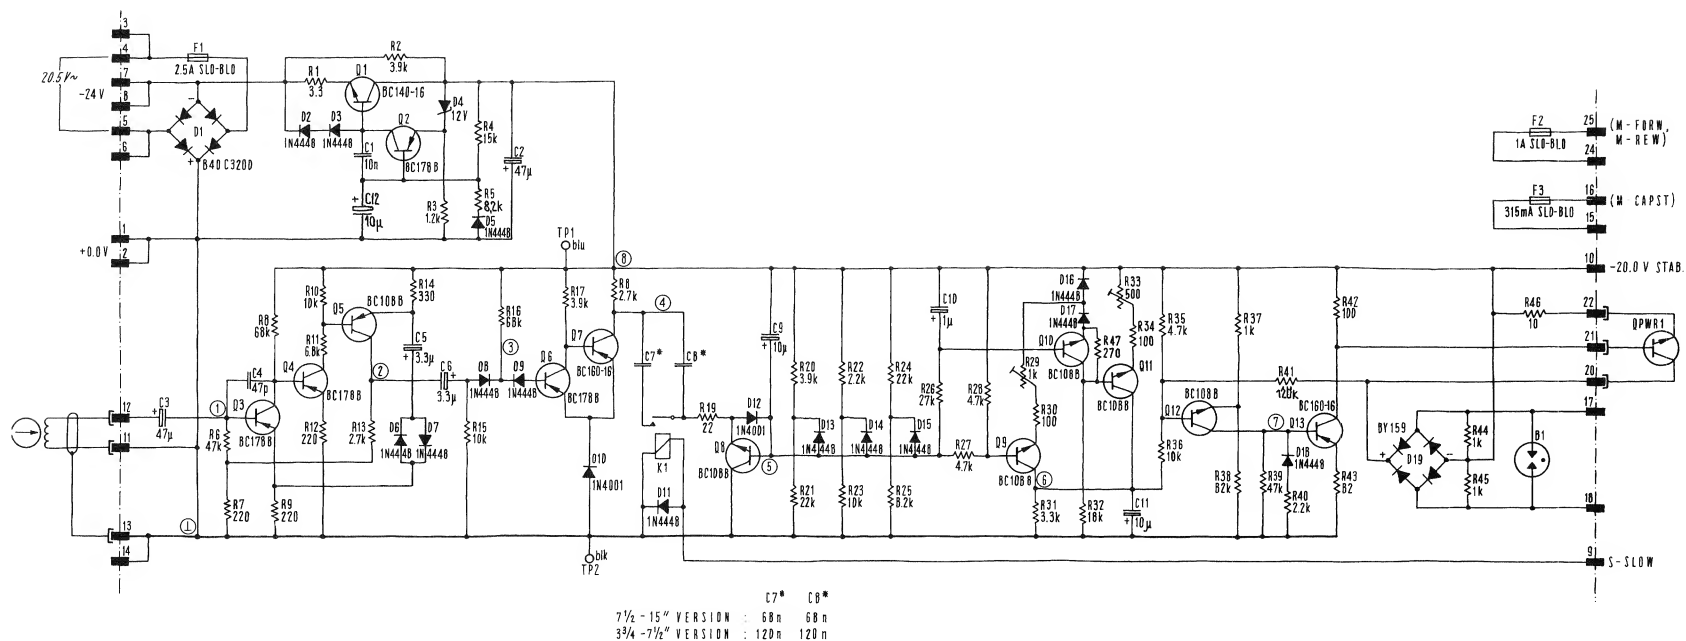 3
4
7
8
5
6
1
2
20.5V~
-24V
+0.0V
F1
2.5A SLO-BLO
D1
B40 C3200
-
+
R1
3.3
R2
3.9k
Q1
BC140-16
D2
1N4448
D3
1N4448
Q2
BC178B
D4
12V
C1
10n
C12
10µ
+
R3
1.2k
R4
15k
R5
8.2k
D5
1N4448
C2
47µ
+
F2
1A SLO-BLO
25
24
(M-FORW,
M-REW)
F3
315mA SLO-BLO
16
15
(M-CAPST)
TP1
blu
8
10
-20.0 V STAB.
12
11
13
14
C3
47µ
+
1
C4
47p
R6
47k
R7
220
R8
68k
Q3
BC178B
R9
220
Q4
BC178B
R10
10k
R11
6.8k
R12
220
Q5
BC108B
R13
2.7k
2
R14
330
C5
3.3µ
+
D6
1N4448
D7
1N4448
C6
3.3µ
+
R15
10k
D8
1N4448
3
R16
68k
D9
1N4448
Q6
BC178B
R17
3.9k
Q7
BC160-16
R8
2.7k
4
D10
1N4001
blk
TP2
⊥
C7*
C8*
K1
D11
1N4448
R19
22
D12
1N4001
Q8
BC108B
5
C9
10µ
+
R20
3.9k
R21
22k
D13
1N4448
R22
2.2k
R23
10k
D14
1N4448
R24
22k
R25
8.2k
D15
1N4448
C10
1µ
+
R26
27k
R27
4.7k
R28
4.7k
Q9
BC108B
R29
1k
R30
100
6
R31
3.3k
D16
1N4448
D17
1N4448
Q10
BC108B
R47
270
R32
18k
R33
500
R34
100
Q11
BC108B
C11
10µ
+
R35
4.7k
R36
10k
Q12
BC108B
R37
1k
R38
82k
7
R39
47k
D18
1N4448
R40
2.2k
R41
120k
R42
100
BC160-16
Q13
R43
82
BY159
D19
+
-
R44
1k
R45
1k
B1
R46
10
22
21
20
17
18
9
QPWR1
S-SLOW
C7* C8*
7½-15" VERSION : 68n 68n
3¾-7½" VERSION : 120n 120n